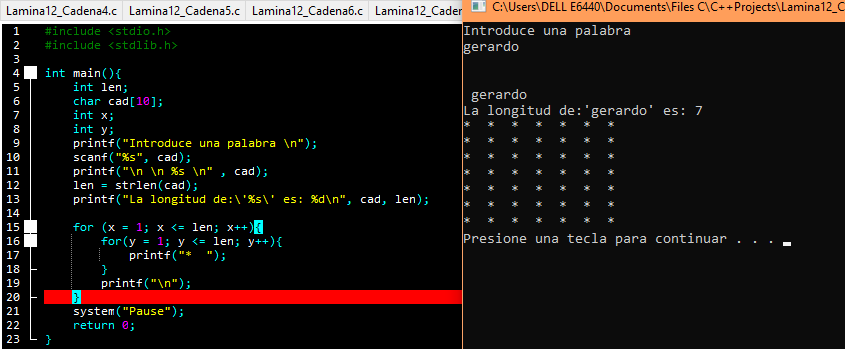 Lamina12_Cadena4.c Lamina12_Cadena5.c Lamina12_Cadena6.c Lamina12_Cadena
1 #include <stdio.h>
2 #include <stdlib.h>
3
4 int main(){
5 int len;
6 char cad[10];
7 int x;
8 int y;
9 printf("Introduce una palabra \n");
10 scanf("%s", cad);
11 printf("\n \n %s \n" , cad);
12 len = strlen(cad);
13 printf("La longitud de:\'%s\' es: %d\n", cad, len);
14
15 for (x = 1; x <= len; x++){
16 for(y = 1; y <= len; y++){
17 printf("*  ");
18 }
19 printf("\n");
20 }
21 system("Pause");
22 return 0;
23 }
C:\Users\DELL E6440\Documents\Files C\C++Projects\Lamina12_C
Introduce una palabra
gerardo
gerardo
La longitud de:'gerardo' es: 7
*  *  *  *  *  *  *
*  *  *  *  *  *  *
*  *  *  *  *  *  *
*  *  *  *  *  *  *
*  *  *  *  *  *  *
*  *  *  *  *  *  *
*  *  *  *  *  *  *
Presione una tecla para continuar . . .